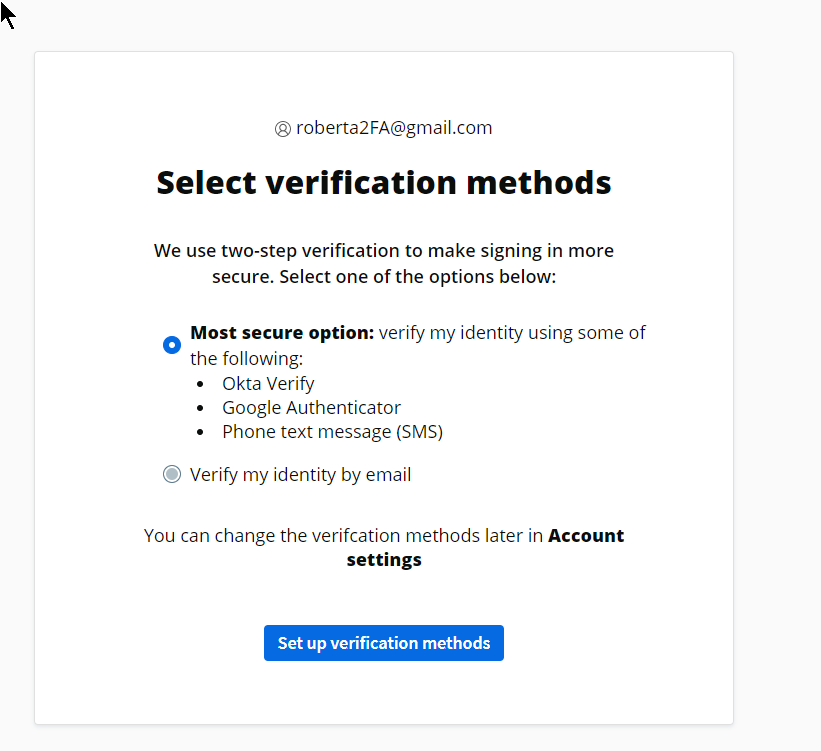 roberta2FA@gmail.com
Select verification methods
We use two-step verification to make signing in more
secure. Select one of the options below:
Most secure option: verify my identity using some of
the following:
• Okta Verify
• Google Authenticator
• Phone text message (SMS)
Verify my identity by email
You can change the verifcation methods later in Account
settings
Set up verification methods